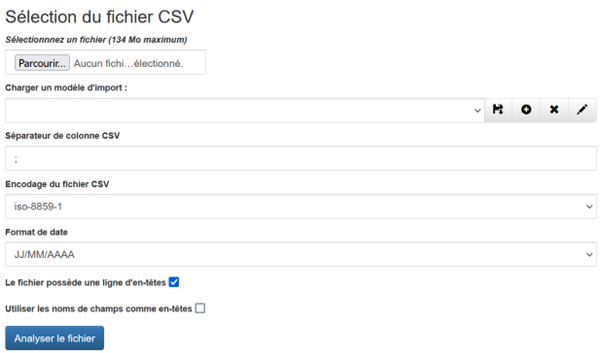 Sélection du fichier CSV
Sélectionnnez un fichier (134 Mo maximum)
Parcourir... Aucun fichi...électionné.
Charger un modèle d'import :
Séparateur de colonne CSV
;
Encodage du fichier CSV
iso-8859-1
Format de date
JJ/MM/AAAA
Le fichier possède une ligne d'en-têtes
Utiliser les noms de champs comme en-têtes
Analyser le fichier